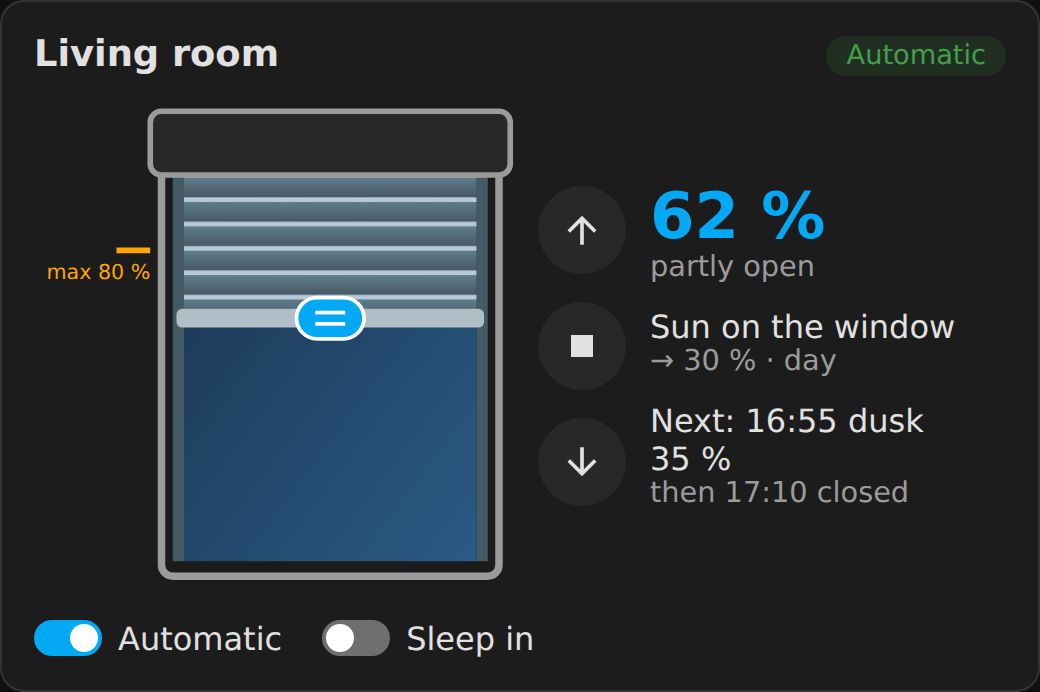 Living room
Automatic
max 80 %
62 %
partly open
Sun on the window
→ 30 % · day
Next: 16:55 dusk
35 %
then 17:10 closed
Automatic
Sleep in